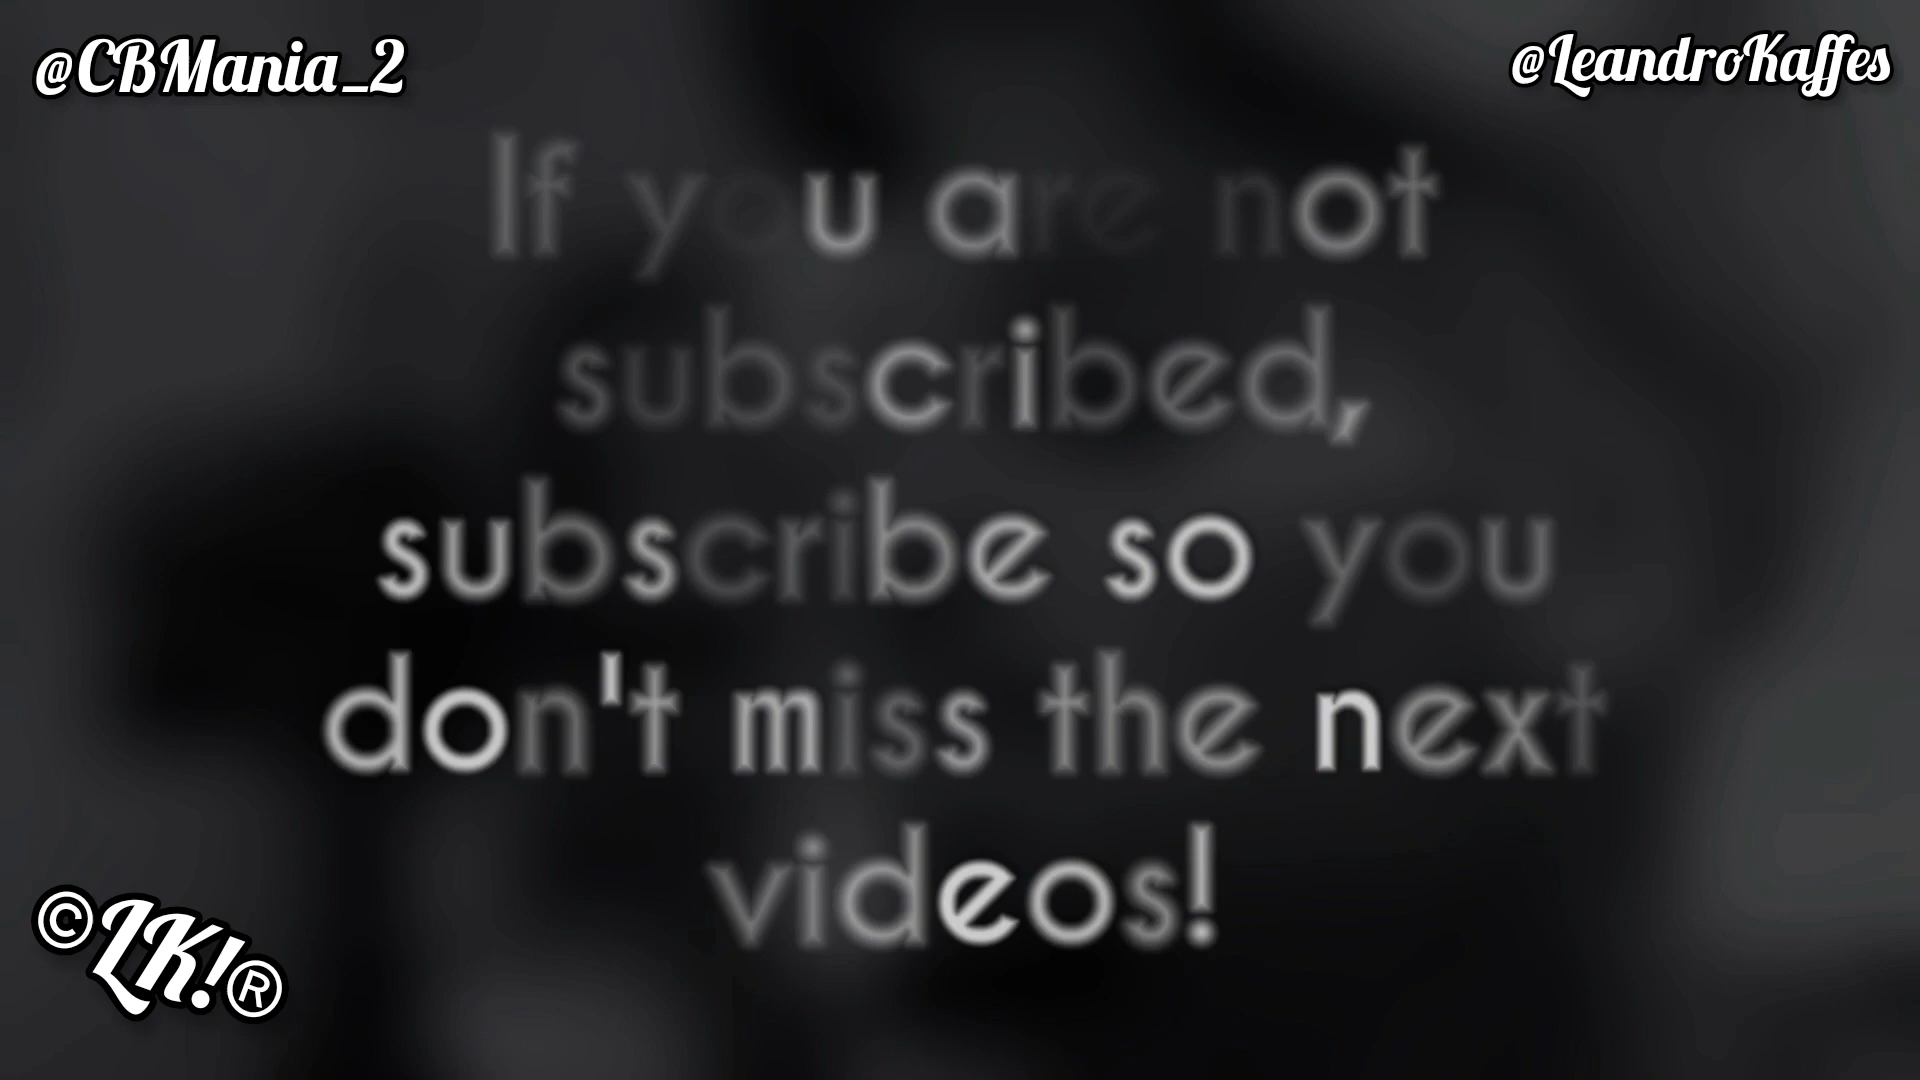 @CBMania_2
@LeandroKaffes
If you are not
subscribed,
subscribe so you
don't miss the next
videos!
©LK!®